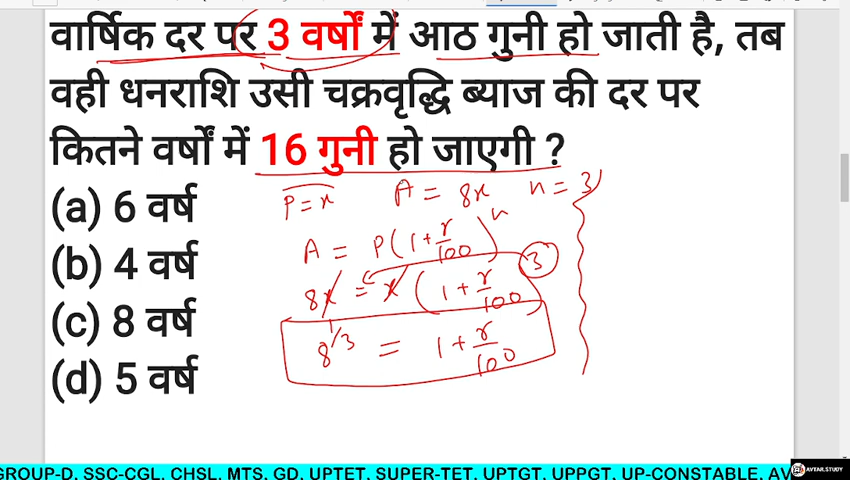 वार्षिक दर पर 3 वर्षों में आठ गुनी हो जाती है, तब
वही धनराशि उसी चक्रवृद्धि ब्याज की दर पर
कितने वर्षों में 16 गुनी हो जाएगी ?
(a) 6 वर्ष
(b) 4 वर्ष
(c) 8 वर्ष
(d) 5 वर्ष
P = x A = 8x n = 3
A = P(1+r/100)^n
8x = x(1+r/100)^3
8^1/3 = 1+r/100
GROUP-D, SSC-CGL, CHSL, MTS, GD, UPTET, SUPER-TET, UPTGT, UPPGT, UP-CONSTABLE, AV
AVEAR.STUDY